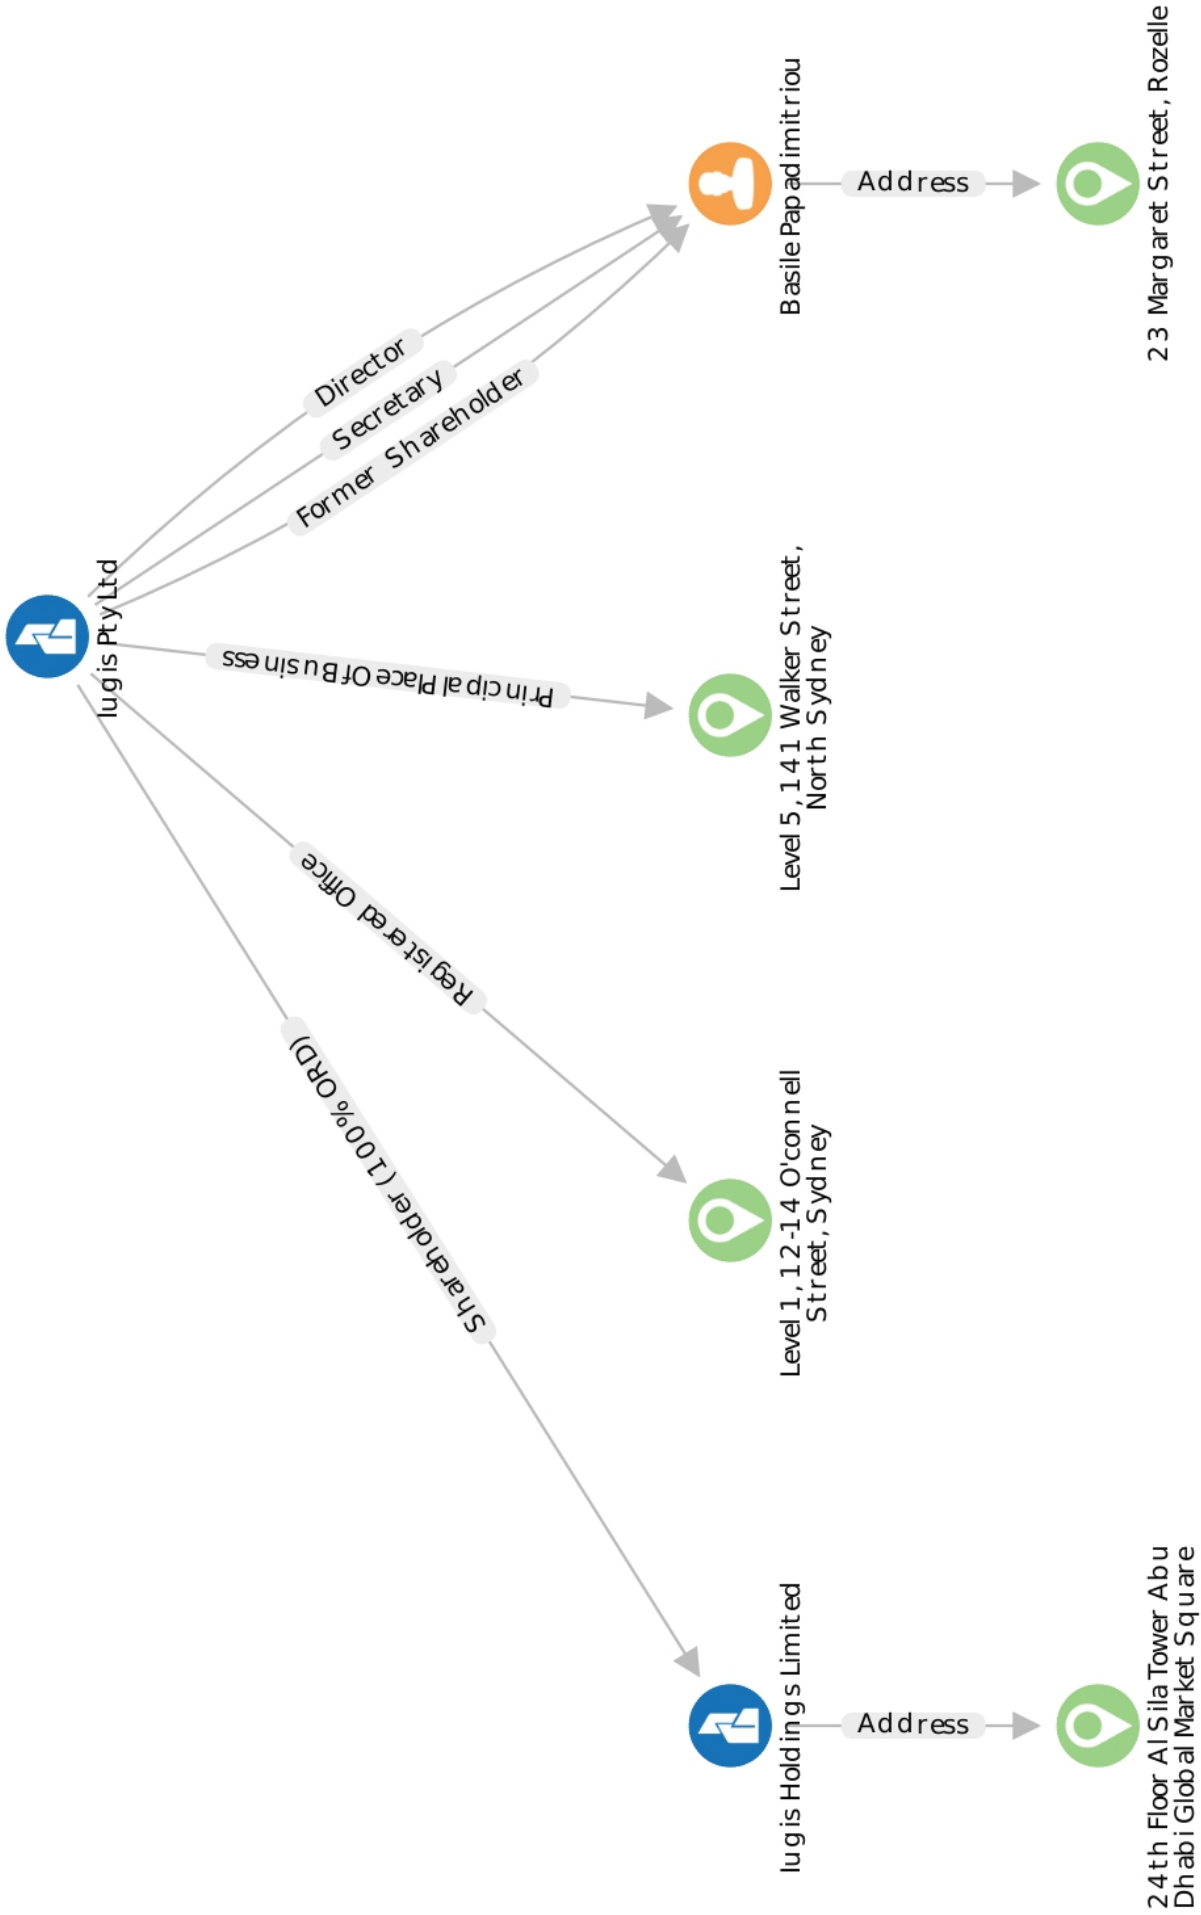 Iugis Pty Ltd
Shareholder (100% ORD)
Registered Office
Principal Place Of Business
Former Shareholder
Secretary
Director
Iugis Holdings Limited
Level 1, 12-14 O'connell
Street, Sydney
Level 5, 141 Walker Street,
North Sydney
Basile Papadimitriou
Address
Address
24th Floor Al Sila Tower Abu
Dhabi Global Market Square
23 Margaret Street, Rozelle